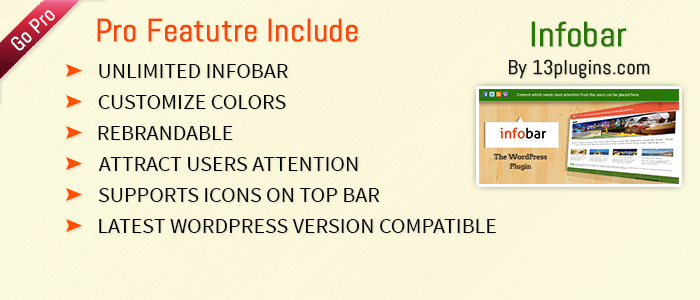 Go Pro
Pro Featutre Include
UNLIMITED INFOBAR
CUSTOMIZE COLORS
REBRANDABLE
ATTRACT USERS ATTENTION
SUPPORTS ICONS ON TOP BAR
LATEST WORDPRESS VERSION COMPATIBLE
Infobar
By 13plugins.com
Content which needs most attention from the users can be placed here.
infobar
The WordPress
Plugin